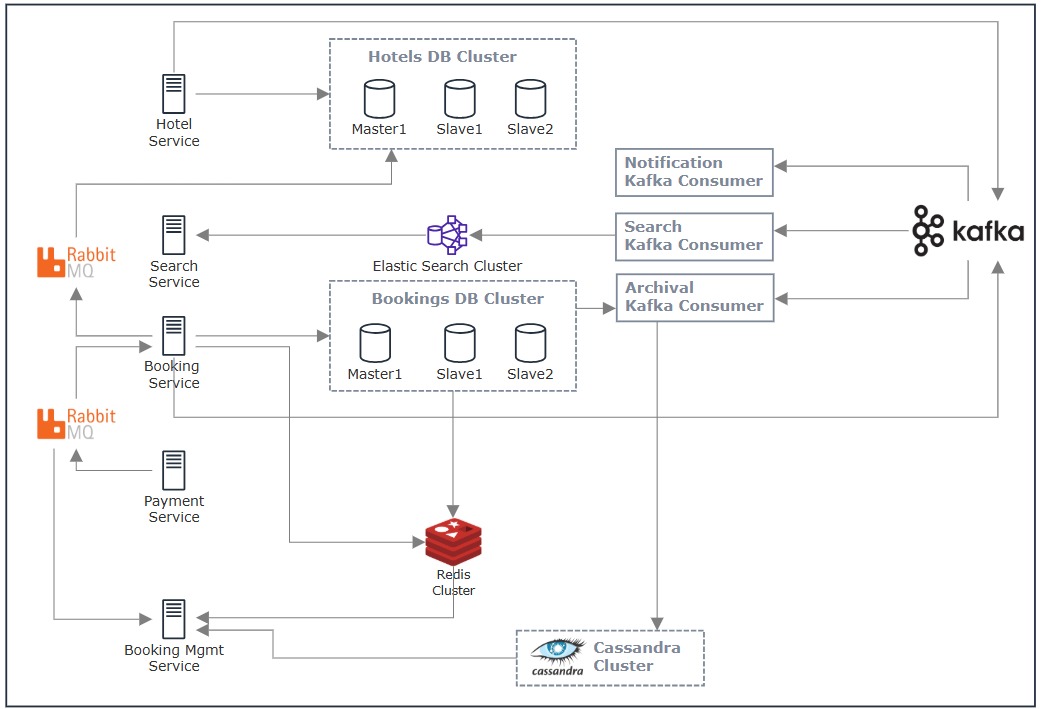 Hotels DB Cluster
Master1
Slave1
Slave2
Hotel
Service
Notification
Kafka Consumer
Search
Kafka Consumer
kafka
Rabbit
MQ
Search
Service
Elastic Search Cluster
Archival
Kafka Consumer
Bookings DB Cluster
Master1
Slave1
Slave2
Booking
Service
Rabbit
MQ
Payment
Service
Redis
Cluster
Booking Mgmt
Service
cassandra
Cassandra
Cluster